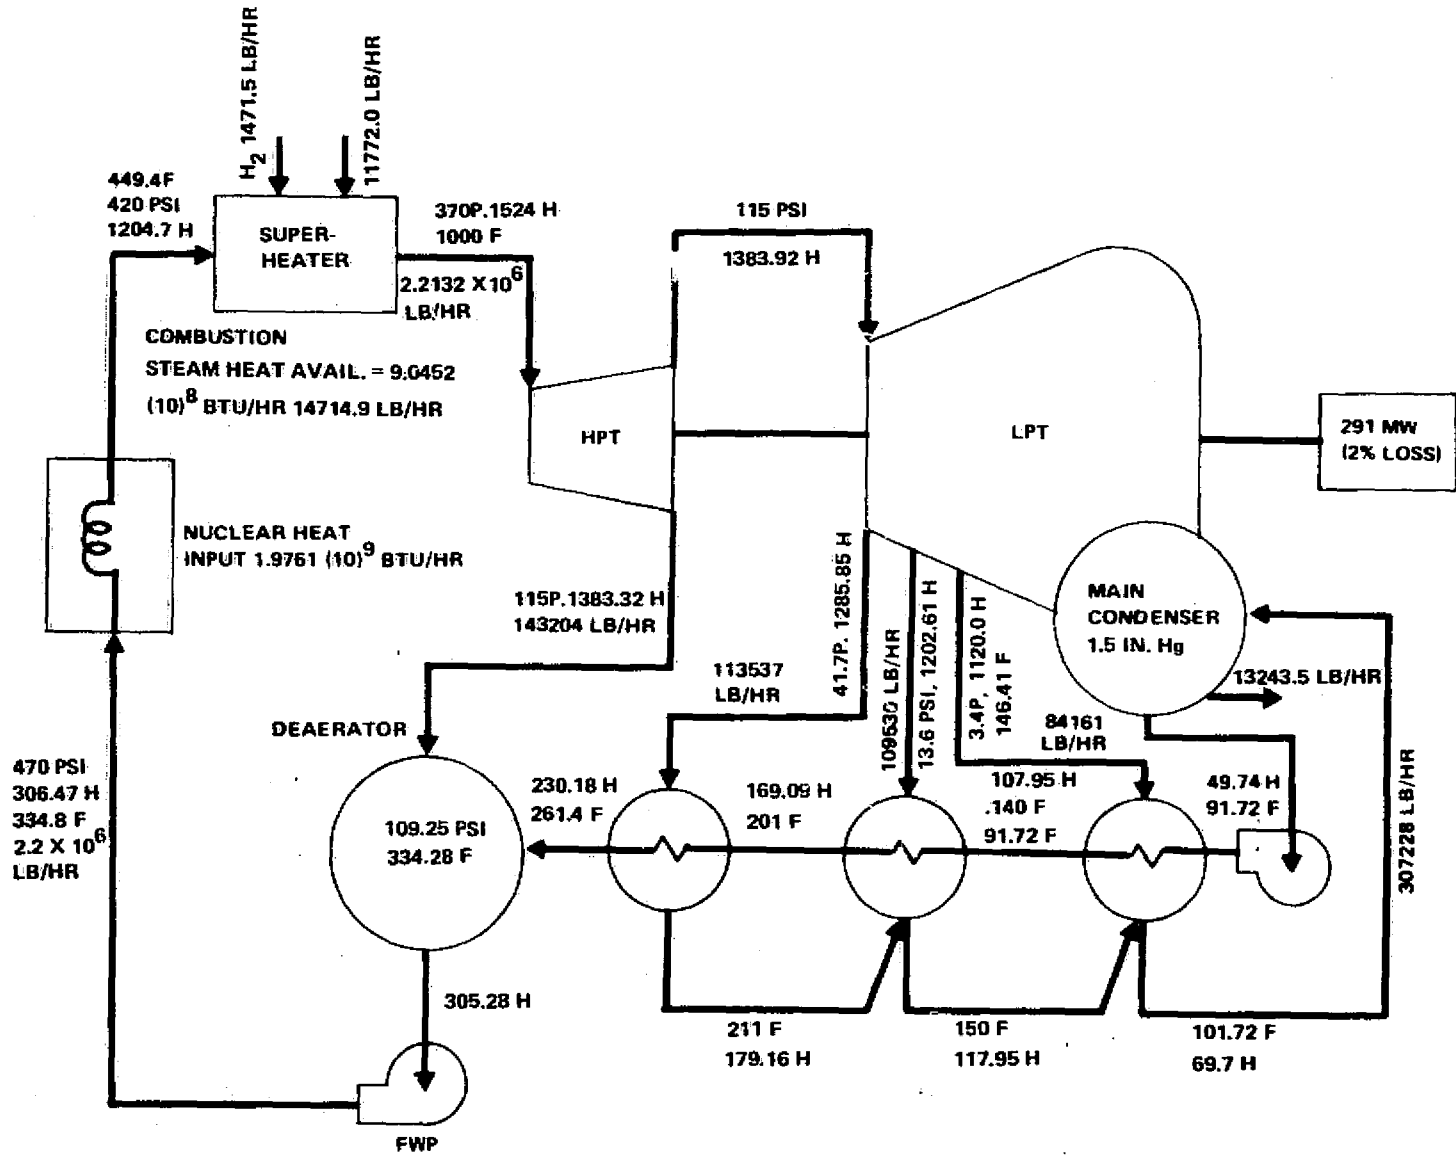 H2 1471.5 LB/HR
11772.0 LB/HR
449.4F
420 PSI
1204.7 H
SUPER-
HEATER
370P.1524 H
1000 F
2.2132 X 10^6
LB/HR
115 PSI
1383.92 H
COMBUSTION
STEAM HEAT AVAIL. = 9.0452
(10)^8 BTU/HR 14714.9 LB/HR
HPT
LPT
291 MW
(2% LOSS)
NUCLEAR HEAT
INPUT 1.9761 (10)^9 BTU/HR
115P.1383.32 H
143204 LB/HR
113537
LB/HR
41.7P. 1285.85 H
109530 LB/HR
13.6 PSI, 1202.61 H
3.4P, 1120.0 H
146.41 F
84161
LB/HR
MAIN
CONDENSER
1.5 IN. Hg
13243.5 LB/HR
307228 LB/HR
DEAERATOR
109.25 PSI
334.28 F
470 PSI
306.47 H
334.8 F
2.2 X 10^6
LB/HR
230.18 H
261.4 F
169.09 H
201 F
107.95 H
.140 F
91.72 F
49.74 H
91.72 F
305.28 H
211 F
179.16 H
150 F
117.95 H
101.72 F
69.7 H
FWP